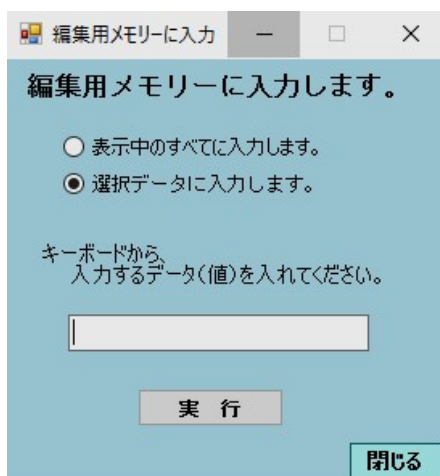 編集用メモリーに入力
編集用メモリーに入力します。
表示中のすべてに入力します。
選択データに入力します。
キーボードから、
入力するデータ(値)を入れてください。
実 行
閉じる